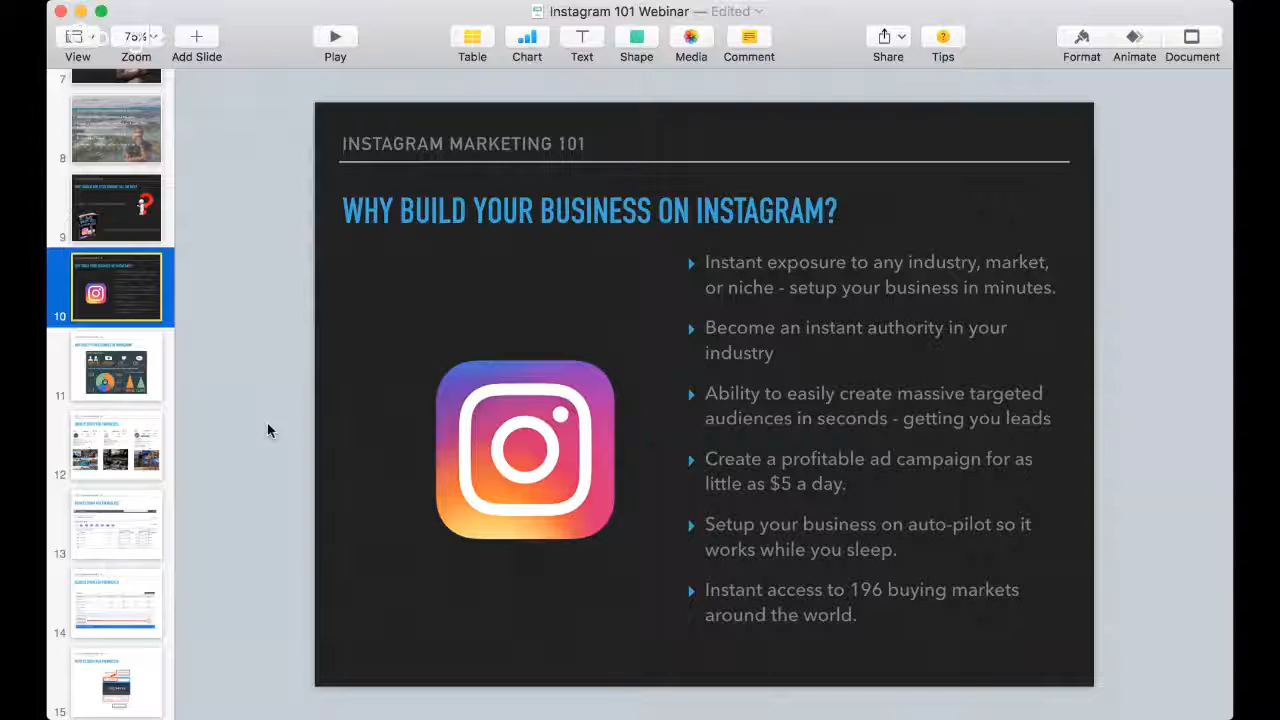 Instagram 101 Webinar — Edited
75%
View Zoom Add Slide Play Table Chart Text Shape Media Comment Share Tips Format Animate Document
7
8
9
10
11
12
13
14
15
INSTAGRAM MARKETING 101
WHY BUILD YOUR BUSINESS ON INSTAGRAM?
Instant exposure to any industry, market,
or niche - setup your business in minutes.
Become an instant authority in your
industry
Ability to easily create massive targeted
audiences in seconds - getting you leads
Create a profitable ad campaign for as
little as $5 a day.
Setup your business on autopilot so it
works while you sleep.
Instant access to 196 buying markets
around the world.